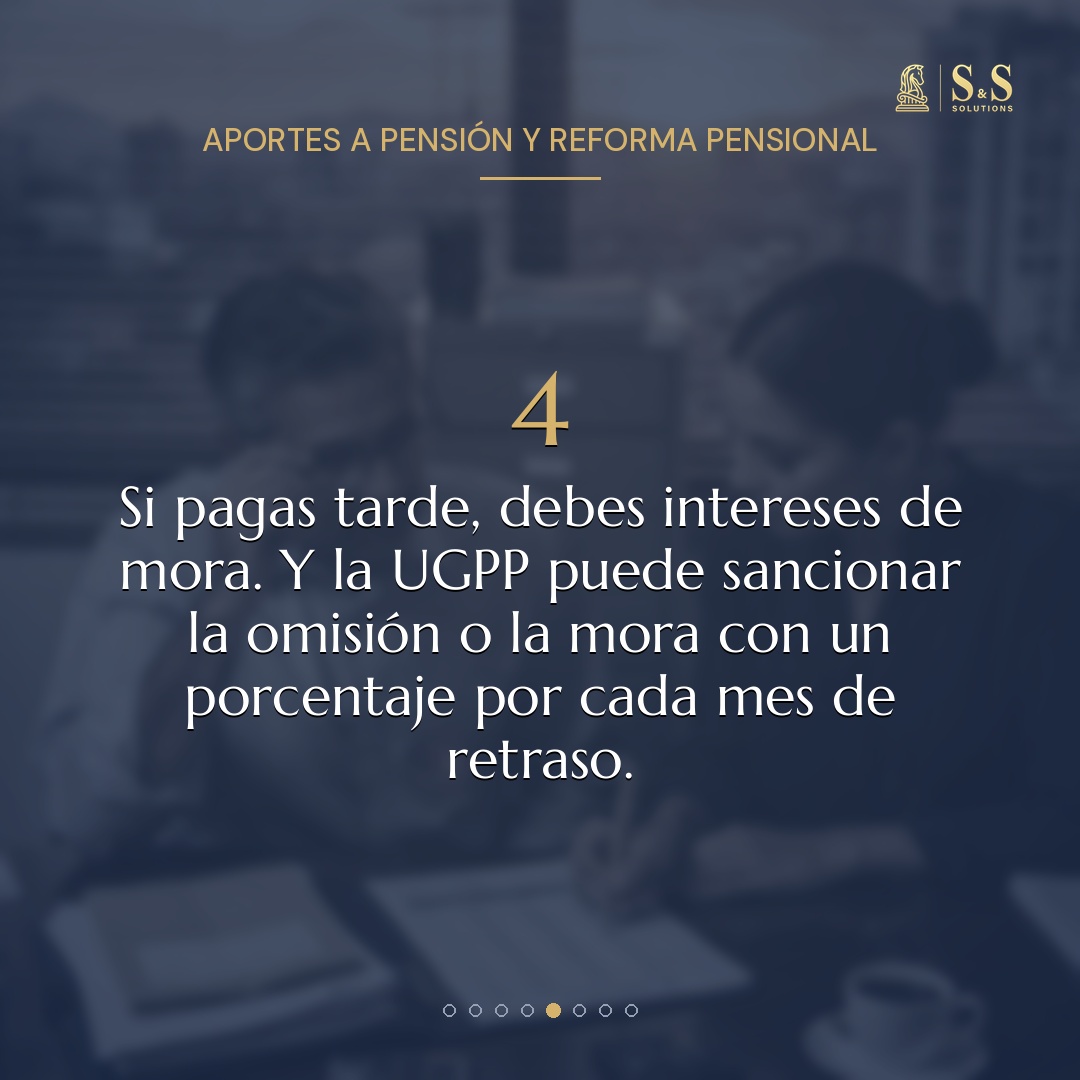 S&S
SOLUTIONS
APORTES A PENSIÓN Y REFORMA PENSIONAL
4
Si pagas tarde, debes intereses de
mora. Y la UGPP puede sancionar
la omisión o la mora con un
porcentaje por cada mes de
retraso.